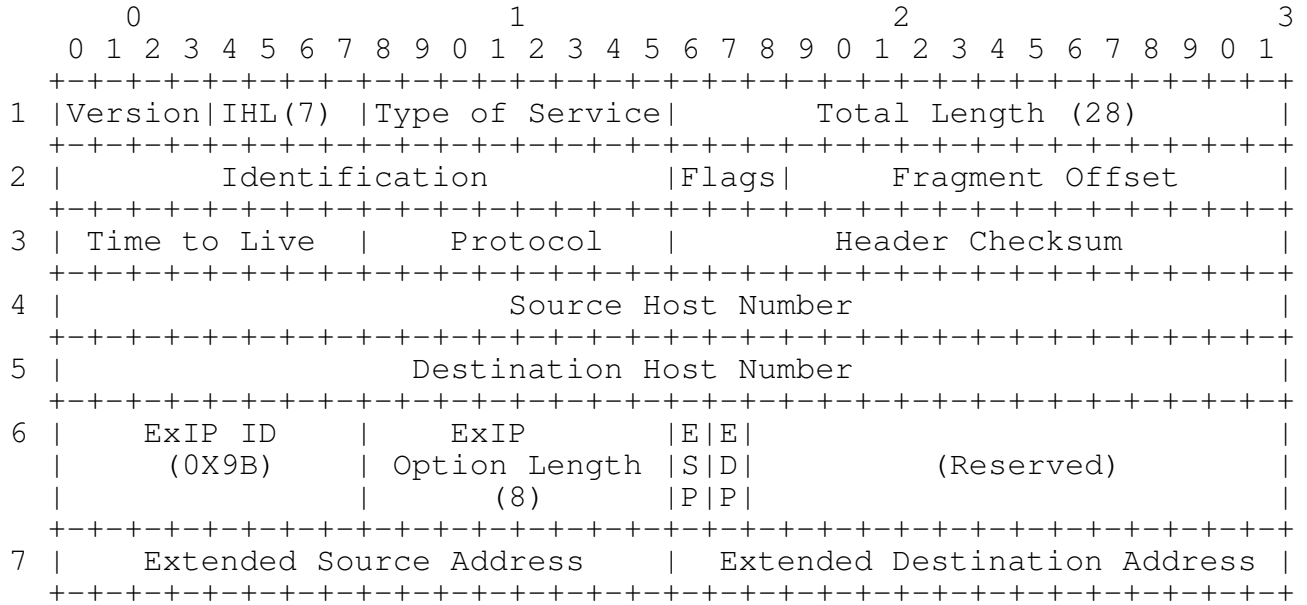 0                   1                   2                   3
    0 1 2 3 4 5 6 7 8 9 0 1 2 3 4 5 6 7 8 9 0 1 2 3 4 5 6 7 8 9 0 1
   +-+-+-+-+-+-+-+-+-+-+-+-+-+-+-+-+-+-+-+-+-+-+-+-+-+-+-+-+-+-+-+-+
1  |Version|IHL(7) |Type of Service|       Total Length (28)       |
   +-+-+-+-+-+-+-+-+-+-+-+-+-+-+-+-+-+-+-+-+-+-+-+-+-+-+-+-+-+-+-+-+
2  |        Identification         |Flags|     Fragment Offset     |
   +-+-+-+-+-+-+-+-+-+-+-+-+-+-+-+-+-+-+-+-+-+-+-+-+-+-+-+-+-+-+-+-+
3  | Time to Live  |   Protocol    |        Header Checksum        |
   +-+-+-+-+-+-+-+-+-+-+-+-+-+-+-+-+-+-+-+-+-+-+-+-+-+-+-+-+-+-+-+-+
4  |                       Source Host Number                      |
   +-+-+-+-+-+-+-+-+-+-+-+-+-+-+-+-+-+-+-+-+-+-+-+-+-+-+-+-+-+-+-+-+
5  |                  Destination Host Number                      |
   +-+-+-+-+-+-+-+-+-+-+-+-+-+-+-+-+-+-+-+-+-+-+-+-+-+-+-+-+-+-+-+-+
6  |    ExIP ID    |    ExIP       |E|E|                           |
   |     (0X9B)    | Option Length |S|D|         (Reserved)        |
   |               |      (8)      |P|P|                           |
   +-+-+-+-+-+-+-+-+-+-+-+-+-+-+-+-+-+-+-+-+-+-+-+-+-+-+-+-+-+-+-+-+
7  |    Extended Source Address    |  Extended Destination Address |
   +-+-+-+-+-+-+-+-+-+-+-+-+-+-+-+-+-+-+-+-+-+-+-+-+-+-+-+-+-+-+-+-+